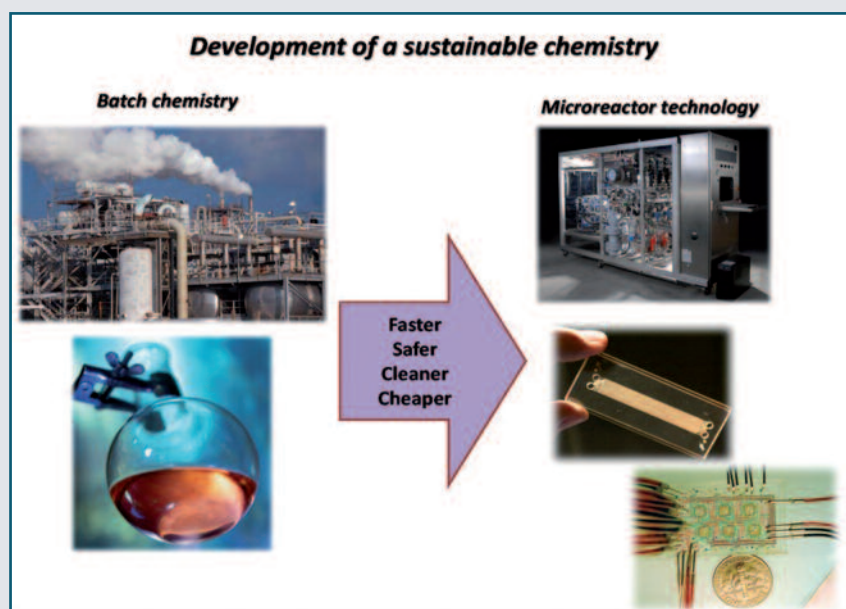 Development of a sustainable chemistry
Batch chemistry
Microreactor technology
Faster
Safer
Cleaner
Cheaper